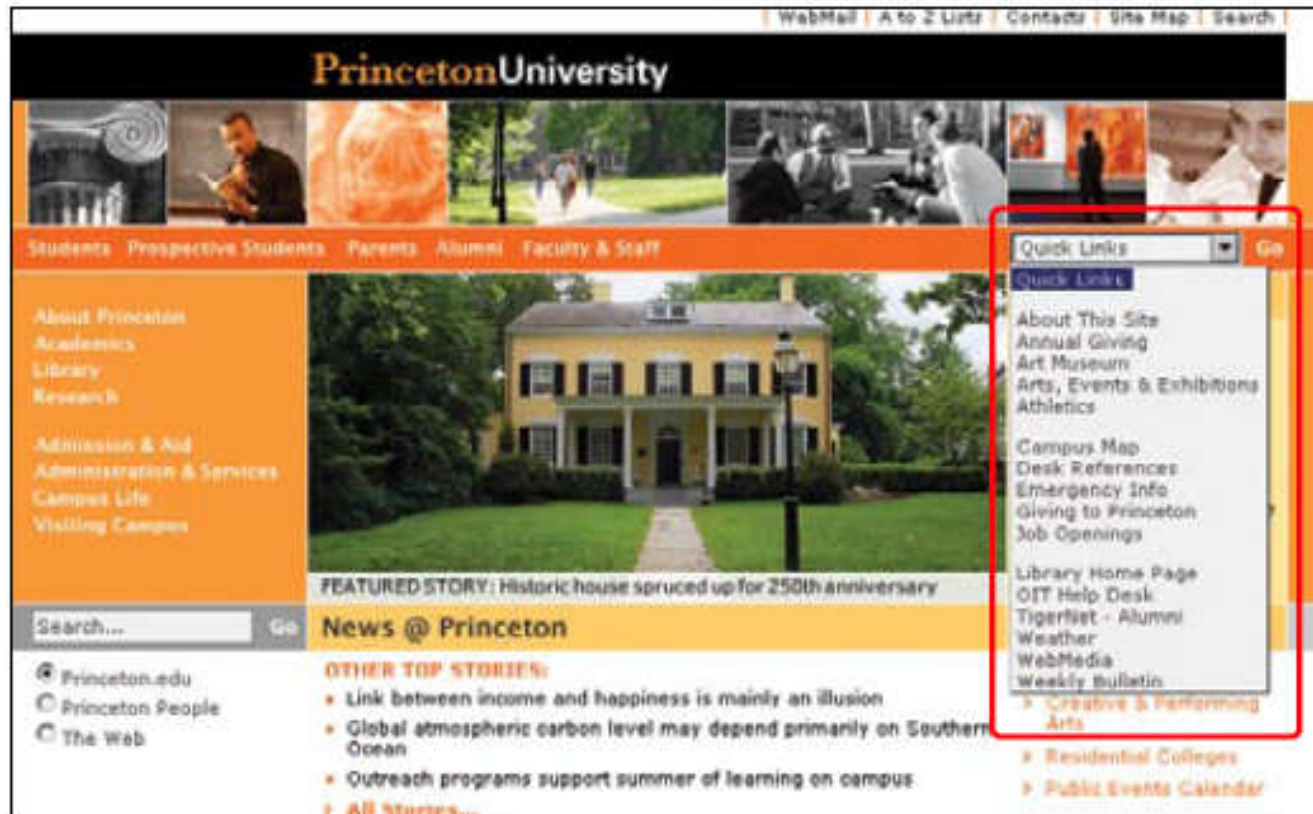 WebMail | A to Z Lists | Contacts | Site Map | Search
PrincetonUniversity
Students Prospective Students Parents Alumni Faculty & Staff
Quick Links Go
Quick Links
About This Site
Annual Giving
Art Museum
Arts, Events & Exhibitions
Athletics
Campus Map
Desk References
Emergency Info
Giving to Princeton
Job Openings
Library Home Page
OIT Help Desk
TigerNet - Alumni
Weather
WebMedia
Weekly Bulletin
About Princeton
Academics
Library
Research
Admission & Aid
Administration & Services
Campus Life
Visiting Campus
FEATURED STORY: Historic house spruced up for 250th anniversary
Search... Go
Princeton.edu
Princeton People
The Web
News @ Princeton
OTHER TOP STORIES:
Link between income and happiness is mainly an illusion
Global atmospheric carbon level may depend primarily on Southern
Ocean
Outreach programs support summer of learning on campus
All Stories...
Creative & Performing
Arts
Residential Colleges
Public Events Calendar